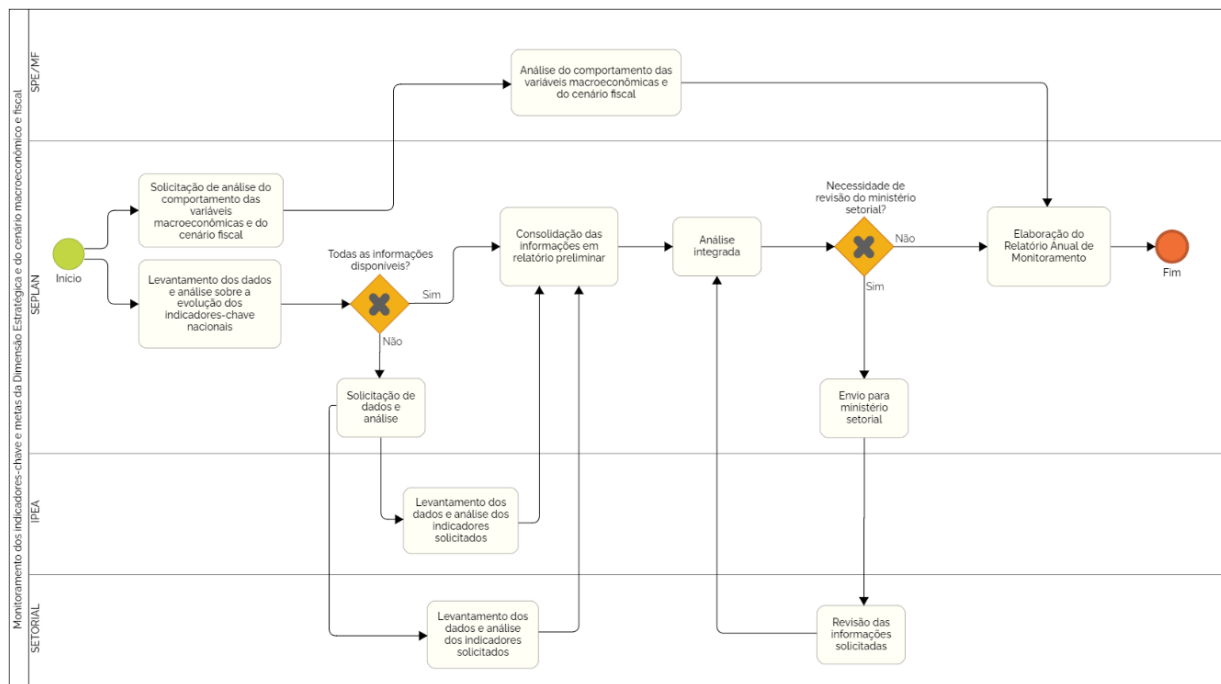 Monitoramento dos indicadores-chave e metas da Dimensão Estratégica e do cenário macroeconômico e fiscal
SPE/MF
Análise do comportamento das
variáveis macroeconômicas e
do cenário fiscal
SEPLAN
Início
Solicitação de análise do
comportamento das
variáveis
macroeconômicas e do
cenário fiscal
Levantamento dos dados
e análise sobre a
evolução dos
indicadores-chave
nacionais
Todas as informações
disponíveis?
Sim
Não
Solicitação de
dados e
análise
Consolidação das
informações em
relatório preliminar
Análise
integrada
Necessidade de
revisão do ministério
setorial?
Não
Sim
Envio para
ministério
setorial
Elaboração do
Relatório Anual de
Monitoramento
Fim
IPEA
Levantamento dos
dados e análise dos
indicadores
solicitados
SETORIAL
Levantamento dos
dados e análise
dos indicadores
solicitados
Revisão das
informações
solicitadas